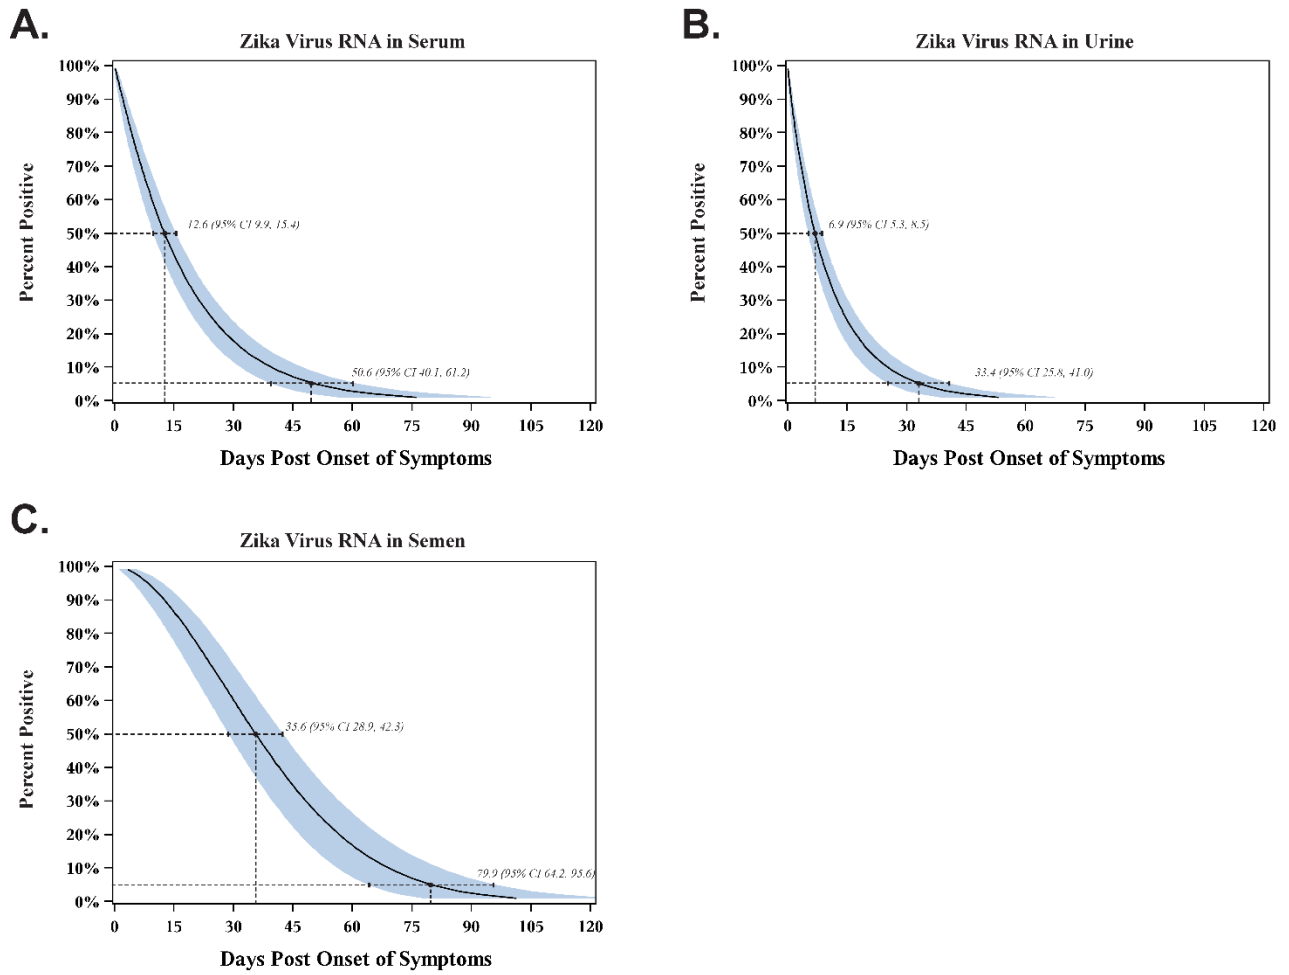 A.
Zika Virus RNA in Serum
Percent Positive
100%
90%
80%
70%
60%
50%
40%
30%
20%
10%
0%
12.6 (95% CI 9.9, 15.4)
50.6 (95% CI 40.1, 61.2)
0 15 30 45 60 75 90 105 120
Days Post Onset of Symptoms
B.
Zika Virus RNA in Urine
Percent Positive
100%
90%
80%
70%
60%
50%
40%
30%
20%
10%
0%
6.9 (95% CI 5.3, 8.5)
33.4 (95% CI 25.8, 41.0)
0 15 30 45 60 75 90 105 120
Days Post Onset of Symptoms
C.
Zika Virus RNA in Semen
Percent Positive
100%
90%
80%
70%
60%
50%
40%
30%
20%
10%
0%
35.6 (95% CI 28.9, 42.3)
79.9 (95% CI 64.2, 95.6)
0 15 30 45 60 75 90 105 120
Days Post Onset of Symptoms